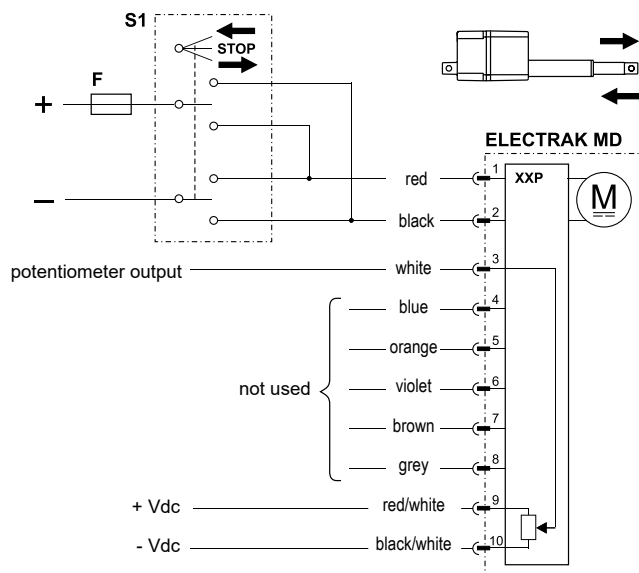 S1
STOP
F
+
–
ELECTRAK MD
XXP
M
red 1
black 2
potentiometer output white 3
not used
blue 4
orange 5
violet 6
brown 7
grey 8
+ Vdc red/white 9
- Vdc black/white 10